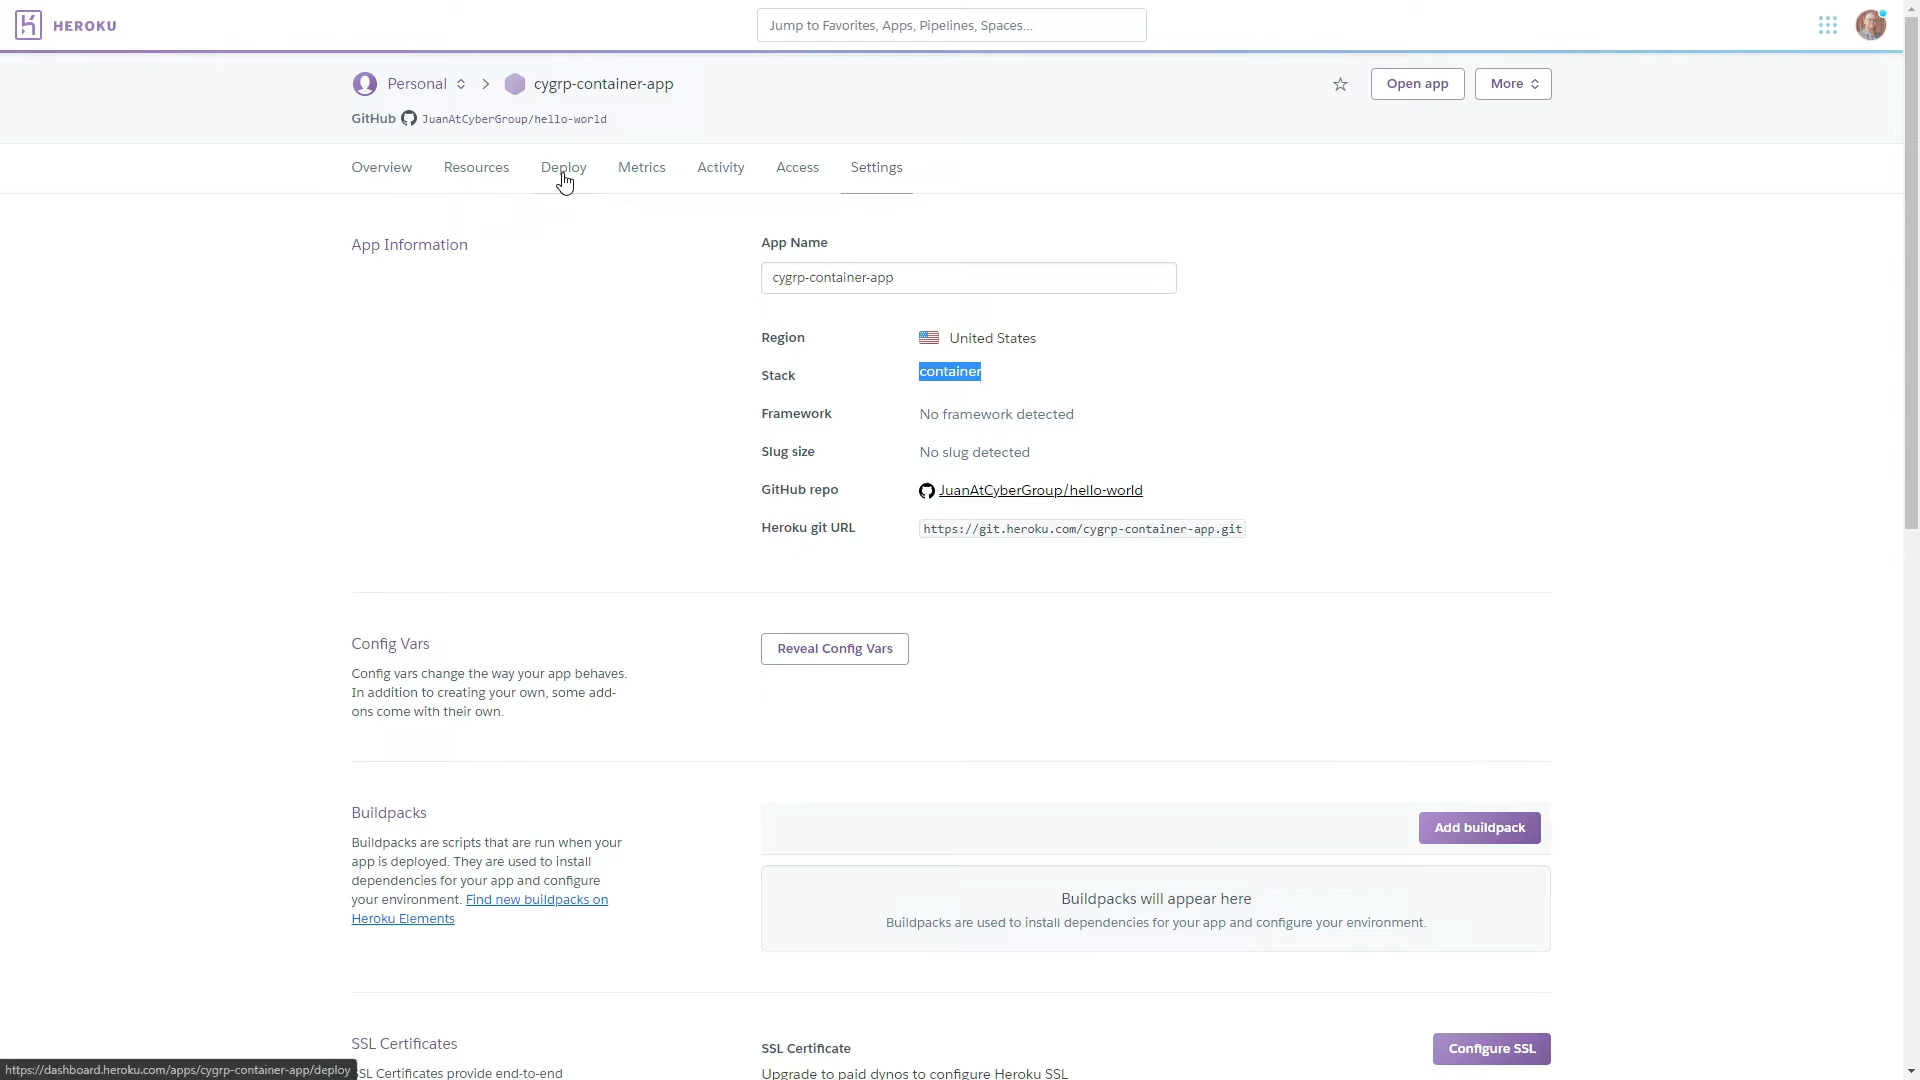 HEROKU
Jump to Favorites, Apps, Pipelines, Spaces...
Personal
cygrp-container-app
Open app
More
GitHub JuanAtCyberGroup/hello-world
Overview
Resources
Deploy
Metrics
Activity
Access
Settings
App Information
App Name
cygrp-container-app
Region
United States
Stack
container
Framework
No framework detected
Slug size
No slug detected
GitHub repo
JuanAtCyberGroup/hello-world
Heroku git URL
https://git.heroku.com/cygrp-container-app.git
Config Vars
Config vars change the way your app behaves.
In addition to creating your own, some add-
ons come with their own.
Reveal Config Vars
Buildpacks
Buildpacks are scripts that are run when your
app is deployed. They are used to install
dependencies for your app and configure
your environment. Find new buildpacks on
Heroku Elements
Add buildpack
Buildpacks will appear here
Buildpacks are used to install dependencies for your app and configure your environment.
SSL Certificates
SSL Certificates provide end-to-end
SSL Certificate
Upgrade to paid dynos to configure Heroku SSL
Configure SSL
https://dashboard.heroku.com/apps/cygrp-container-app/deploy